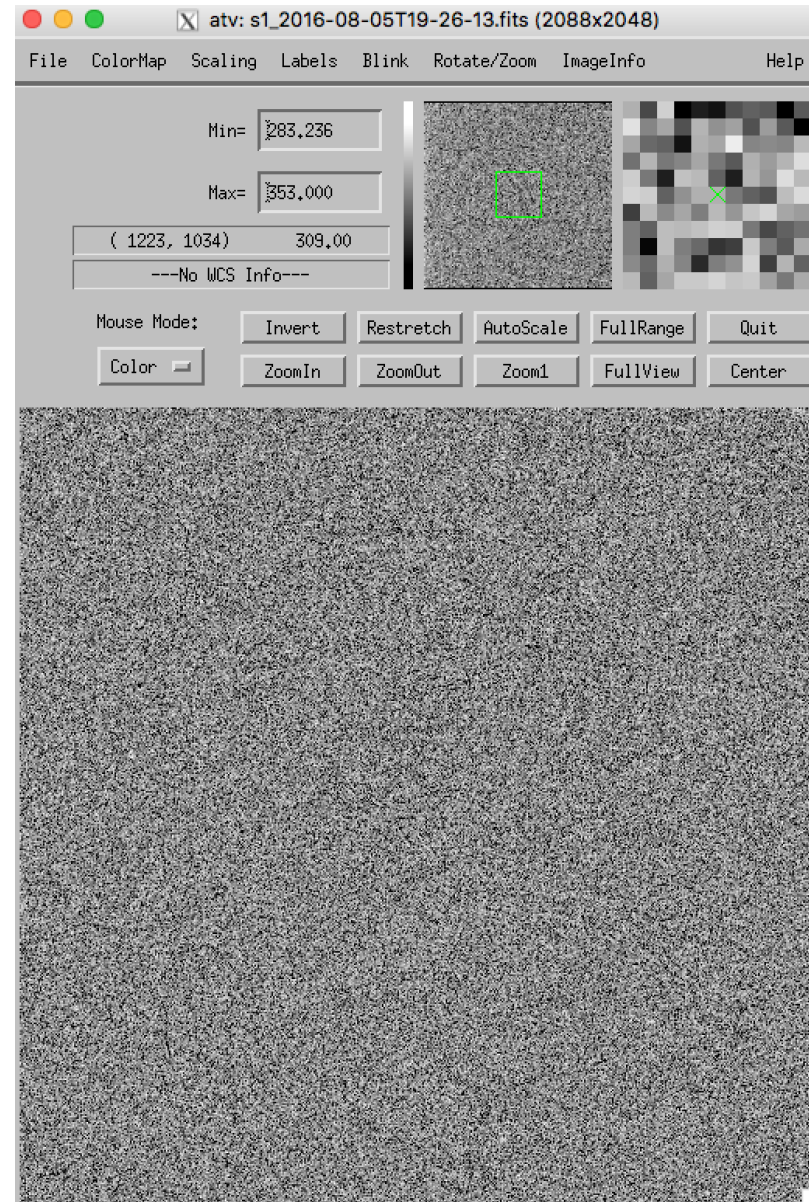 X atv: s1_2016-08-05T19-26-13.fits (2088x2048)
File ColorMap Scaling Labels Blink Rotate/Zoom ImageInfo Help
Min= 283.236
Max= 353.000
( 1223, 1034) 309.00
---No WCS Info---
Mouse Mode: Invert Restretch AutoScale FullRange Quit
Color ZoomIn ZoomOut Zoom1 FullView Center